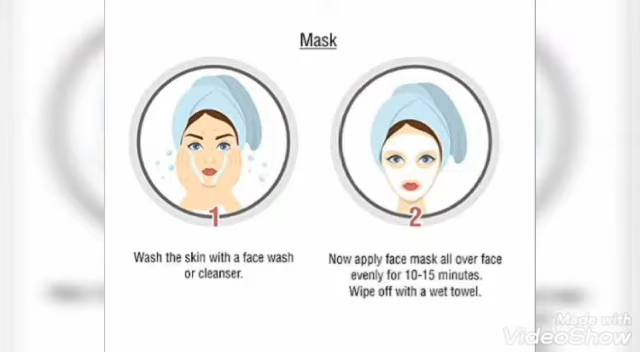 Mask
1
Wash the skin with a face wash
or cleanser.
2
Now apply face mask all over face
evenly for 10-15 minutes.
Wipe off with a wet towel.
Made with
VideoShow